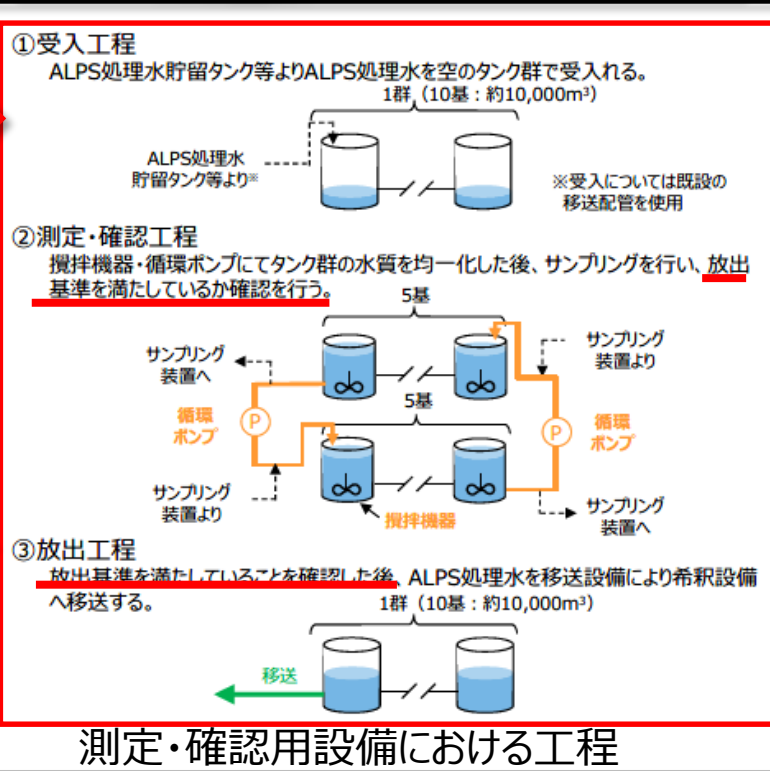 ①受入工程
ALPS処理水貯留タンク等よりALPS処理水を空のタンク群で受入れる。
1群（10基：約10,000m³）
ALPS処理水
貯留タンク等より※
※受入については既設の
移送配管を使用
②測定・確認工程
攪拌機器・循環ポンプにてタンク群の水質を均一化した後、サンプリングを行い、放出
基準を満たしているか確認を行う。
5基
サンプリング
装置へ
サンプリング
装置より
5基
循環
ポンプ
P
P
循環
ポンプ
サンプリング
装置より
攪拌機器
サンプリング
装置へ
③放出工程
放出基準を満たしていることを確認した後、ALPS処理水を移送設備により希釈設備
へ移送する。
1群（10基：約10,000m³）
移送
測定・確認用設備における工程